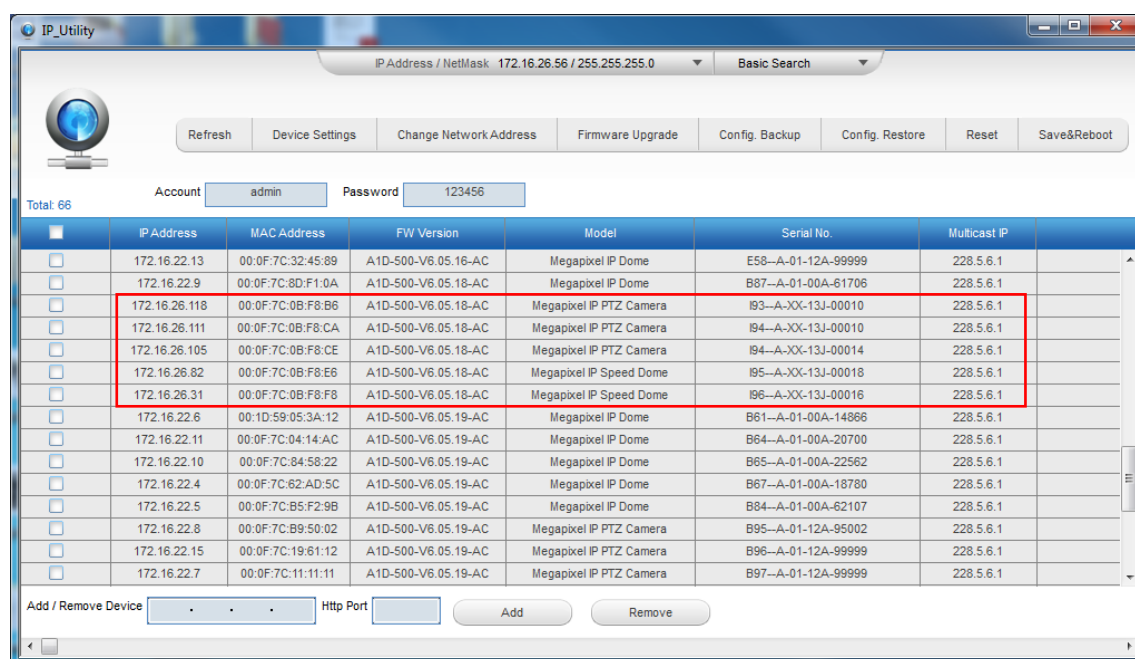 IP_Utility
IP Address / NetMask 172.16.26.56 / 255.255.255.0 Basic Search
Refresh Device Settings Change Network Address Firmware Upgrade Config. Backup Config. Restore Reset Save&Reboot
Account admin Password 123456
Total: 66
IP Address MAC Address FW Version Model Serial No. Multicast IP
172.16.22.13 00:0F:7C:32:45:89 A1D-500-V6.05.16-AC Megapixel IP Dome E58--A-01-12A-99999 228.5.6.1
172.16.22.9 00:0F:7C:8D:F1:0A A1D-500-V6.05.18-AC Megapixel IP Dome B87--A-01-00A-61706 228.5.6.1
172.16.26.118 00:0F:7C:0B:F8:B6 A1D-500-V6.05.18-AC Megapixel IP PTZ Camera I93--A-XX-13J-00010 228.5.6.1
172.16.26.111 00:0F:7C:0B:F8:CA A1D-500-V6.05.18-AC Megapixel IP PTZ Camera I94--A-XX-13J-00010 228.5.6.1
172.16.26.105 00:0F:7C:0B:F8:CE A1D-500-V6.05.18-AC Megapixel IP PTZ Camera I94--A-XX-13J-00014 228.5.6.1
172.16.26.82 00:0F:7C:0B:F8:E6 A1D-500-V6.05.18-AC Megapixel IP Speed Dome I95--A-XX-13J-00018 228.5.6.1
172.16.26.31 00:0F:7C:0B:F8:F8 A1D-500-V6.05.18-AC Megapixel IP Speed Dome I96--A-XX-13J-00016 228.5.6.1
172.16.22.6 00:1D:59:05:3A:12 A1D-500-V6.05.19-AC Megapixel IP Dome B61--A-01-00A-14866 228.5.6.1
172.16.22.11 00:0F:7C:04:14:AC A1D-500-V6.05.19-AC Megapixel IP Dome B64--A-01-00A-20700 228.5.6.1
172.16.22.10 00:0F:7C:84:58:22 A1D-500-V6.05.19-AC Megapixel IP Dome B65--A-01-00A-22562 228.5.6.1
172.16.22.4 00:0F:7C:62:AD:5C A1D-500-V6.05.19-AC Megapixel IP Dome B67--A-01-00A-18780 228.5.6.1
172.16.22.5 00:0F:7C:B5:F2:9B A1D-500-V6.05.19-AC Megapixel IP Dome B84--A-01-00A-62107 228.5.6.1
172.16.22.8 00:0F:7C:B9:50:02 A1D-500-V6.05.19-AC Megapixel IP PTZ Camera B95--A-01-12A-95002 228.5.6.1
172.16.22.15 00:0F:7C:19:61:12 A1D-500-V6.05.19-AC Megapixel IP PTZ Camera B96--A-01-12A-99999 228.5.6.1
172.16.22.7 00:0F:7C:11:11:11 A1D-500-V6.05.19-AC Megapixel IP PTZ Camera B97--A-01-12A-99999 228.5.6.1
Add / Remove Device . . . Http Port Add Remove